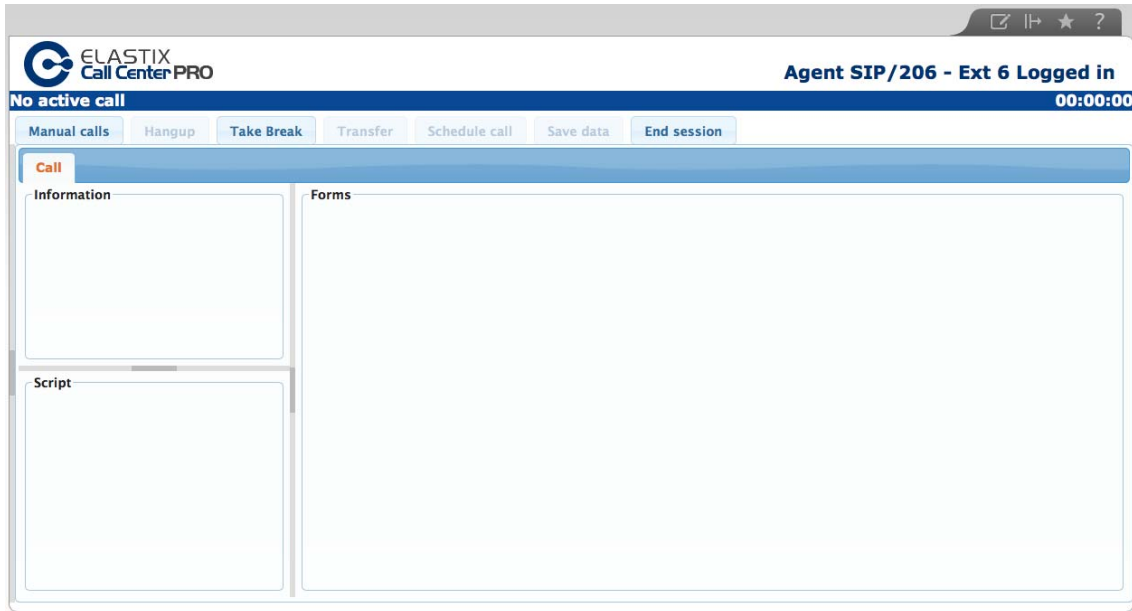 ?
ELASTIX
Call Center PRO
Agent SIP/206 - Ext 6 Logged in
No active call 00:00:00
Manual calls Hangup Take Break Transfer Schedule call Save data End session
Call
Information Forms
Script